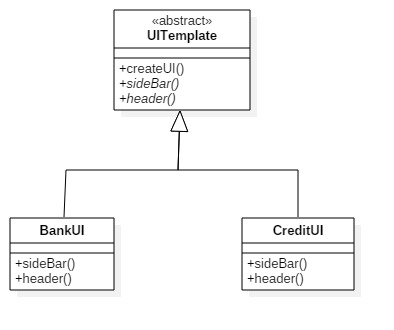 «abstract»
UITemplate
+createUI()
+sideBar()
+header()
BankUI
+sideBar()
+header()
CreditUI
+sideBar()
+header()